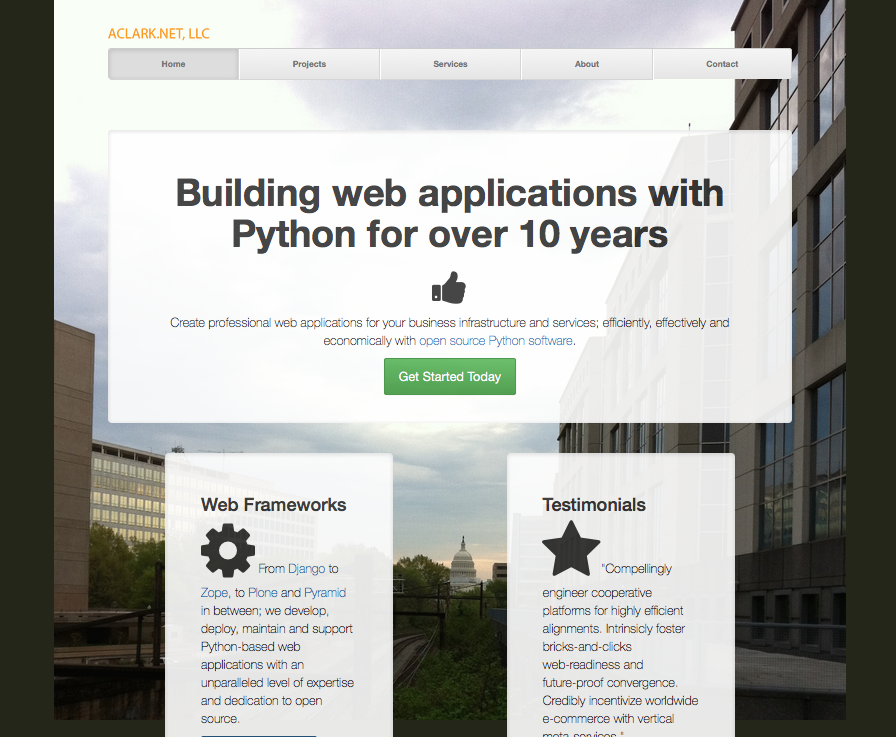 ACLARK.NET, LLC
Home Projects Services About Contact
Building web applications with
Python for over 10 years
Create professional web applications for your business infrastructure and services; efficiently, effectively and
economically with open source Python software.
Get Started Today
Web Frameworks
From Django to
Zope, to Plone and Pyramid
in between; we develop,
deploy, maintain and support
Python-based web
applications with an
unparalleled level of expertise
and dedication to open
source.
Testimonials
"Compellingly
engineer cooperative
platforms for highly efficient
alignments. Intrinsicly foster
bricks-and-clicks
web-readiness and
future-proof convergence.
Credibly incentivize worldwide
e-commerce with vertical
meta-services."